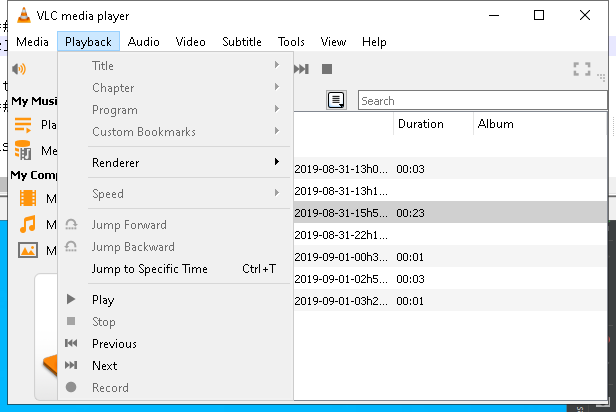 VLC media player
Media Playback Audio Video Subtitle Tools View Help
Title
Chapter
Program
Custom Bookmarks
Renderer
Speed
Jump Forward
Jump Backward
Jump to Specific Time Ctrl+T
Play
Stop
Previous
Next
Record
My Musi
Pla
Me
My Comp
M
M
M
Search
Duration Album
2019-08-31-13h0... 00:03
2019-08-31-13h1...
2019-08-31-15h5... 00:23
2019-08-31-22h1...
2019-09-01-00h3... 00:01
2019-09-01-02h5... 00:03
2019-09-01-03h2... 00:01